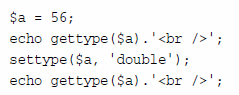 $a = 56;
echo gettype($a).'<br />';
settype($a, 'double');
echo gettype($a).'<br />';